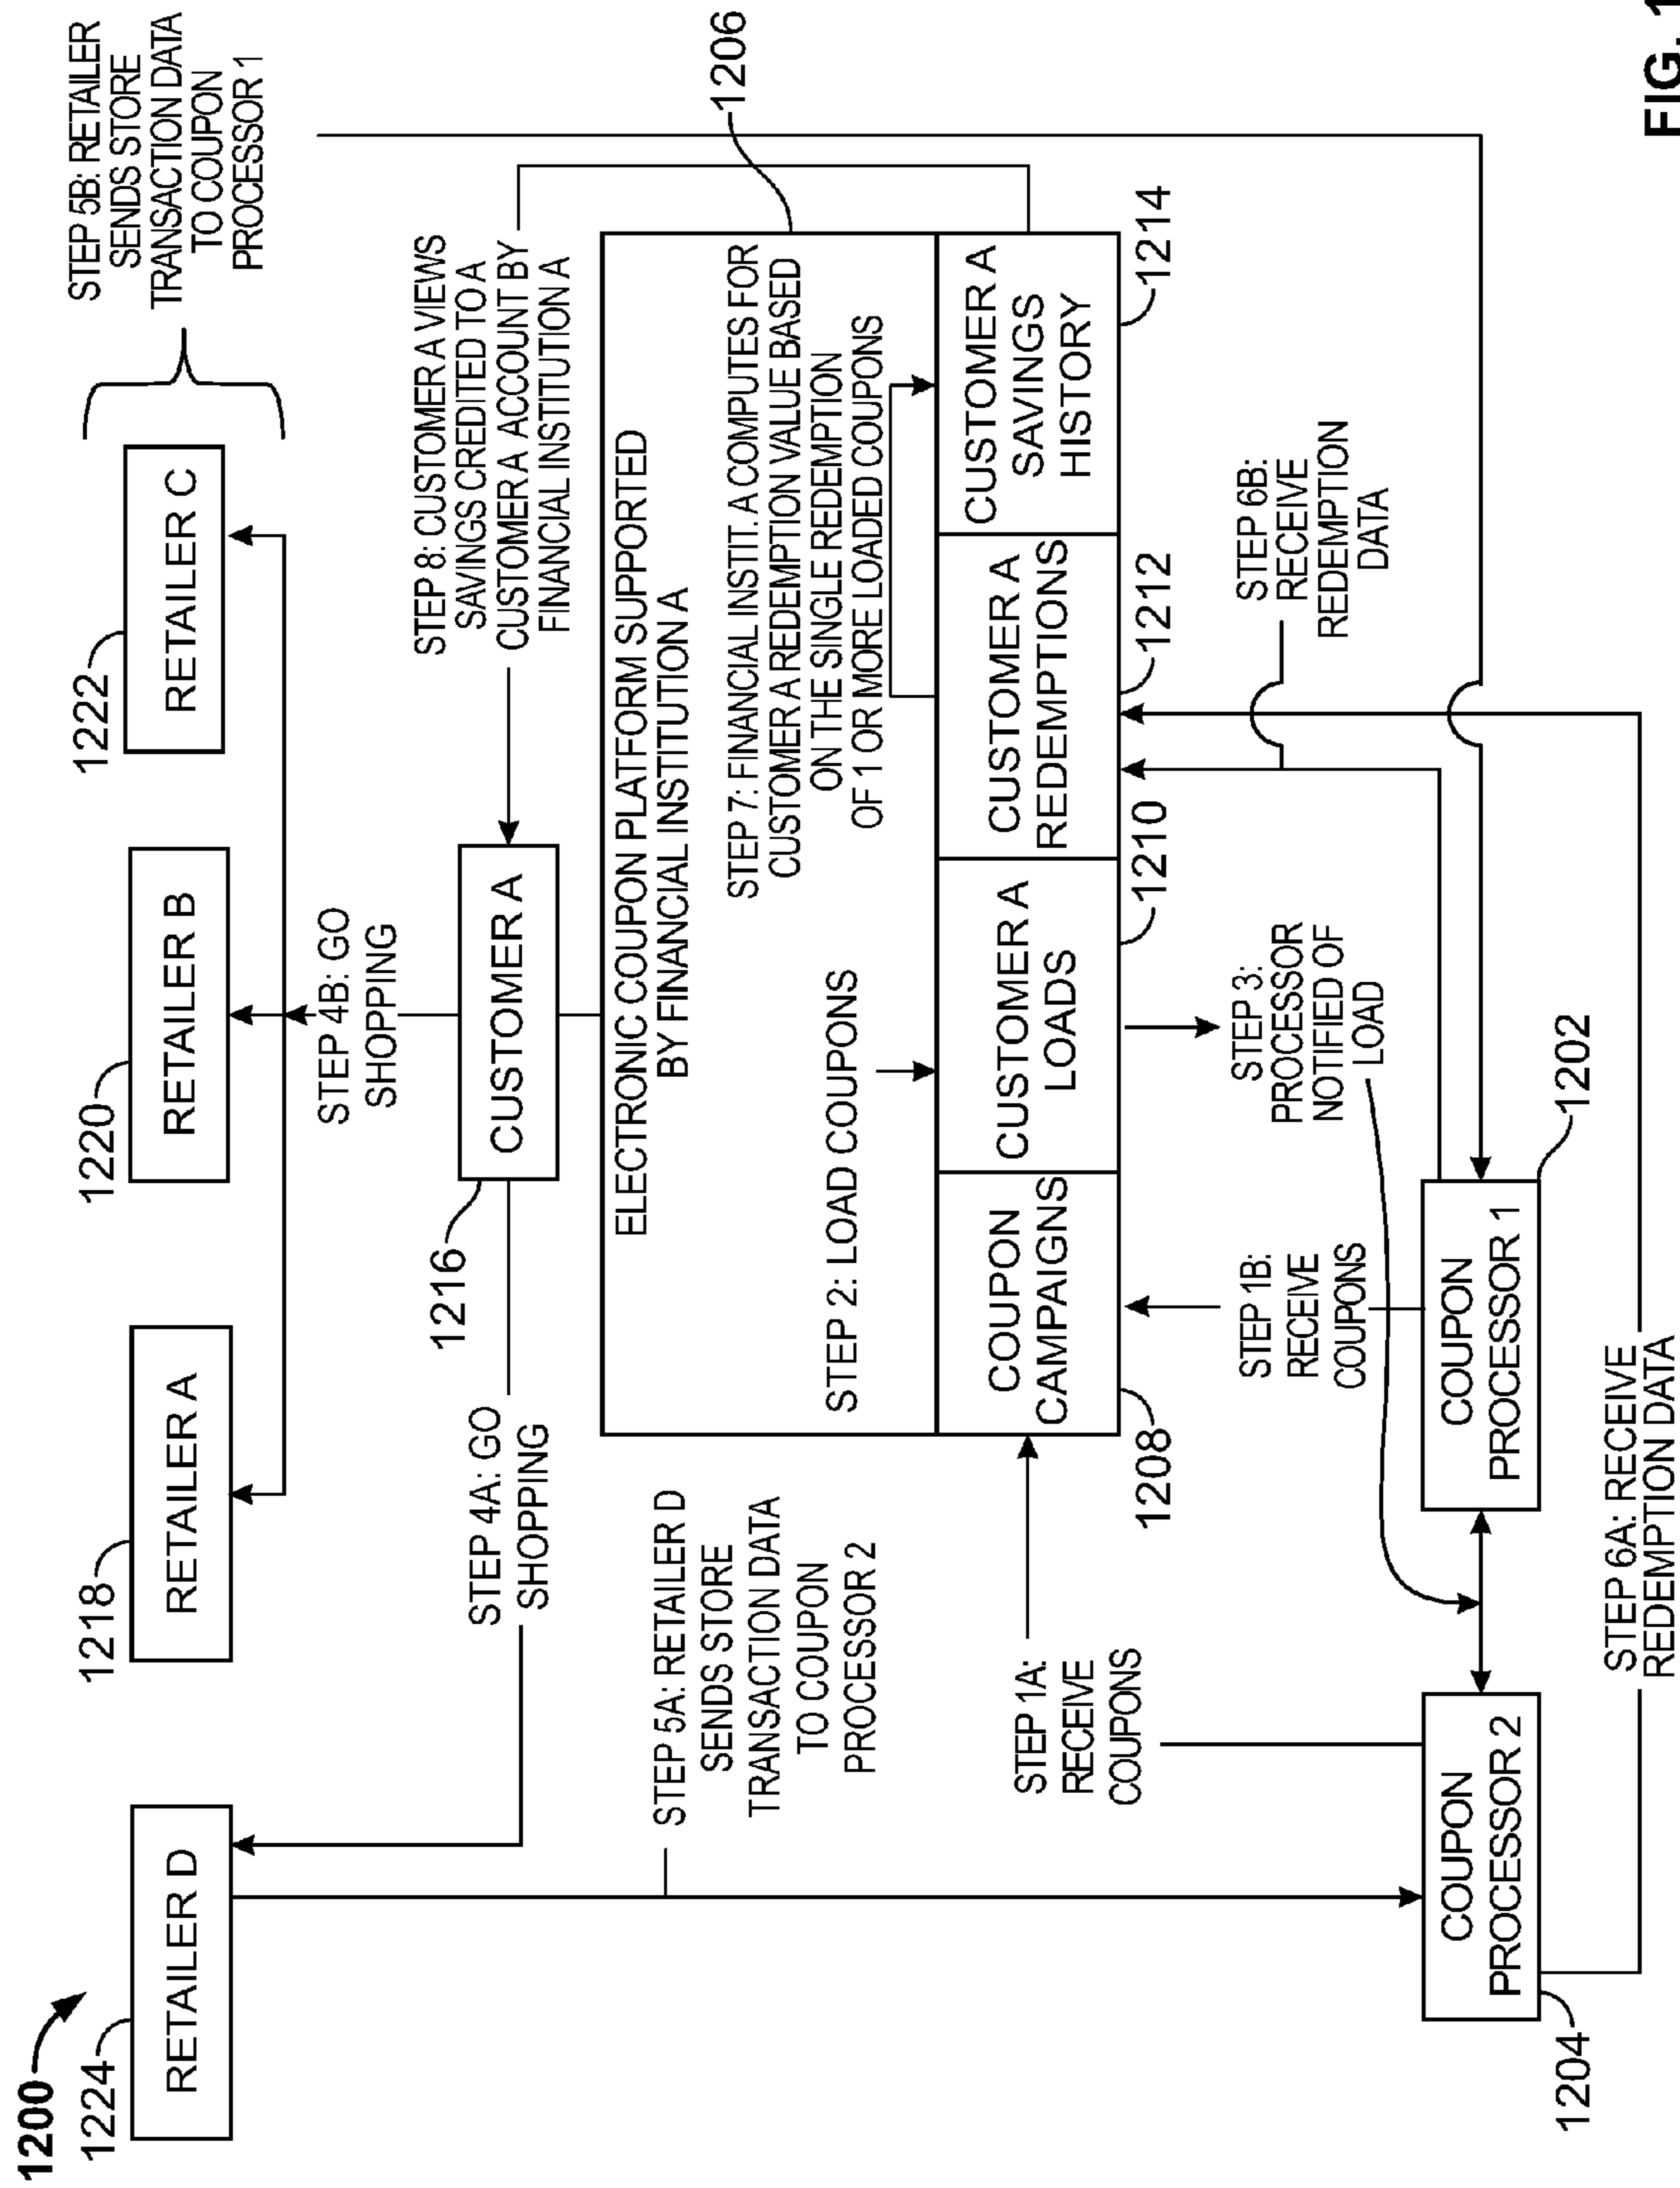 1200
1224
RETAILER D
1218
RETAILER A
1220
RETAILER B
1222
RETAILER C
STEP 5B: RETAILER
SENDS STORE
TRANSACTION DATA
TO COUPON
PROCESSOR 1
STEP 4B: GO
SHOPPING
STEP 4A: GO
SHOPPING
1216
CUSTOMER A
STEP 8: CUSTOMER A VIEWS
SAVINGS CREDITED TO A
CUSTOMER A ACCOUNT BY
FINANCIAL INSTITUTION A
1206
STEP 5A: RETAILER D
SENDS STORE
TRANSACTION DATA
TO COUPON
PROCESSOR 2
ELECTRONIC COUPON PLATFORM SUPPORTED
BY FINANCIAL INSTITUTION A
STEP 2: LOAD COUPONS
STEP 7: FINANCIAL INSTIT. A COMPUTES FOR
CUSTOMER A REDEMPTION VALUE BASED
ON THE SINGLE REDEMPTION
OF 1 OR MORE LOADED COUPONS
COUPON
CAMPAIGNS
CUSTOMER A
LOADS
CUSTOMER A
REDEMPTIONS
CUSTOMER A
SAVINGS
HISTORY
1208
1210
1212
1214
STEP 1A:
RECEIVE
COUPONS
STEP 1B:
RECEIVE
COUPONS
STEP 3:
PROCESSOR
NOTIFIED OF
LOAD
STEP 6B:
RECEIVE
REDEMPTION
DATA
COUPON
PROCESSOR 2
1204
COUPON
PROCESSOR 1
1202
STEP 6A: RECEIVE
REDEMPTION DATA